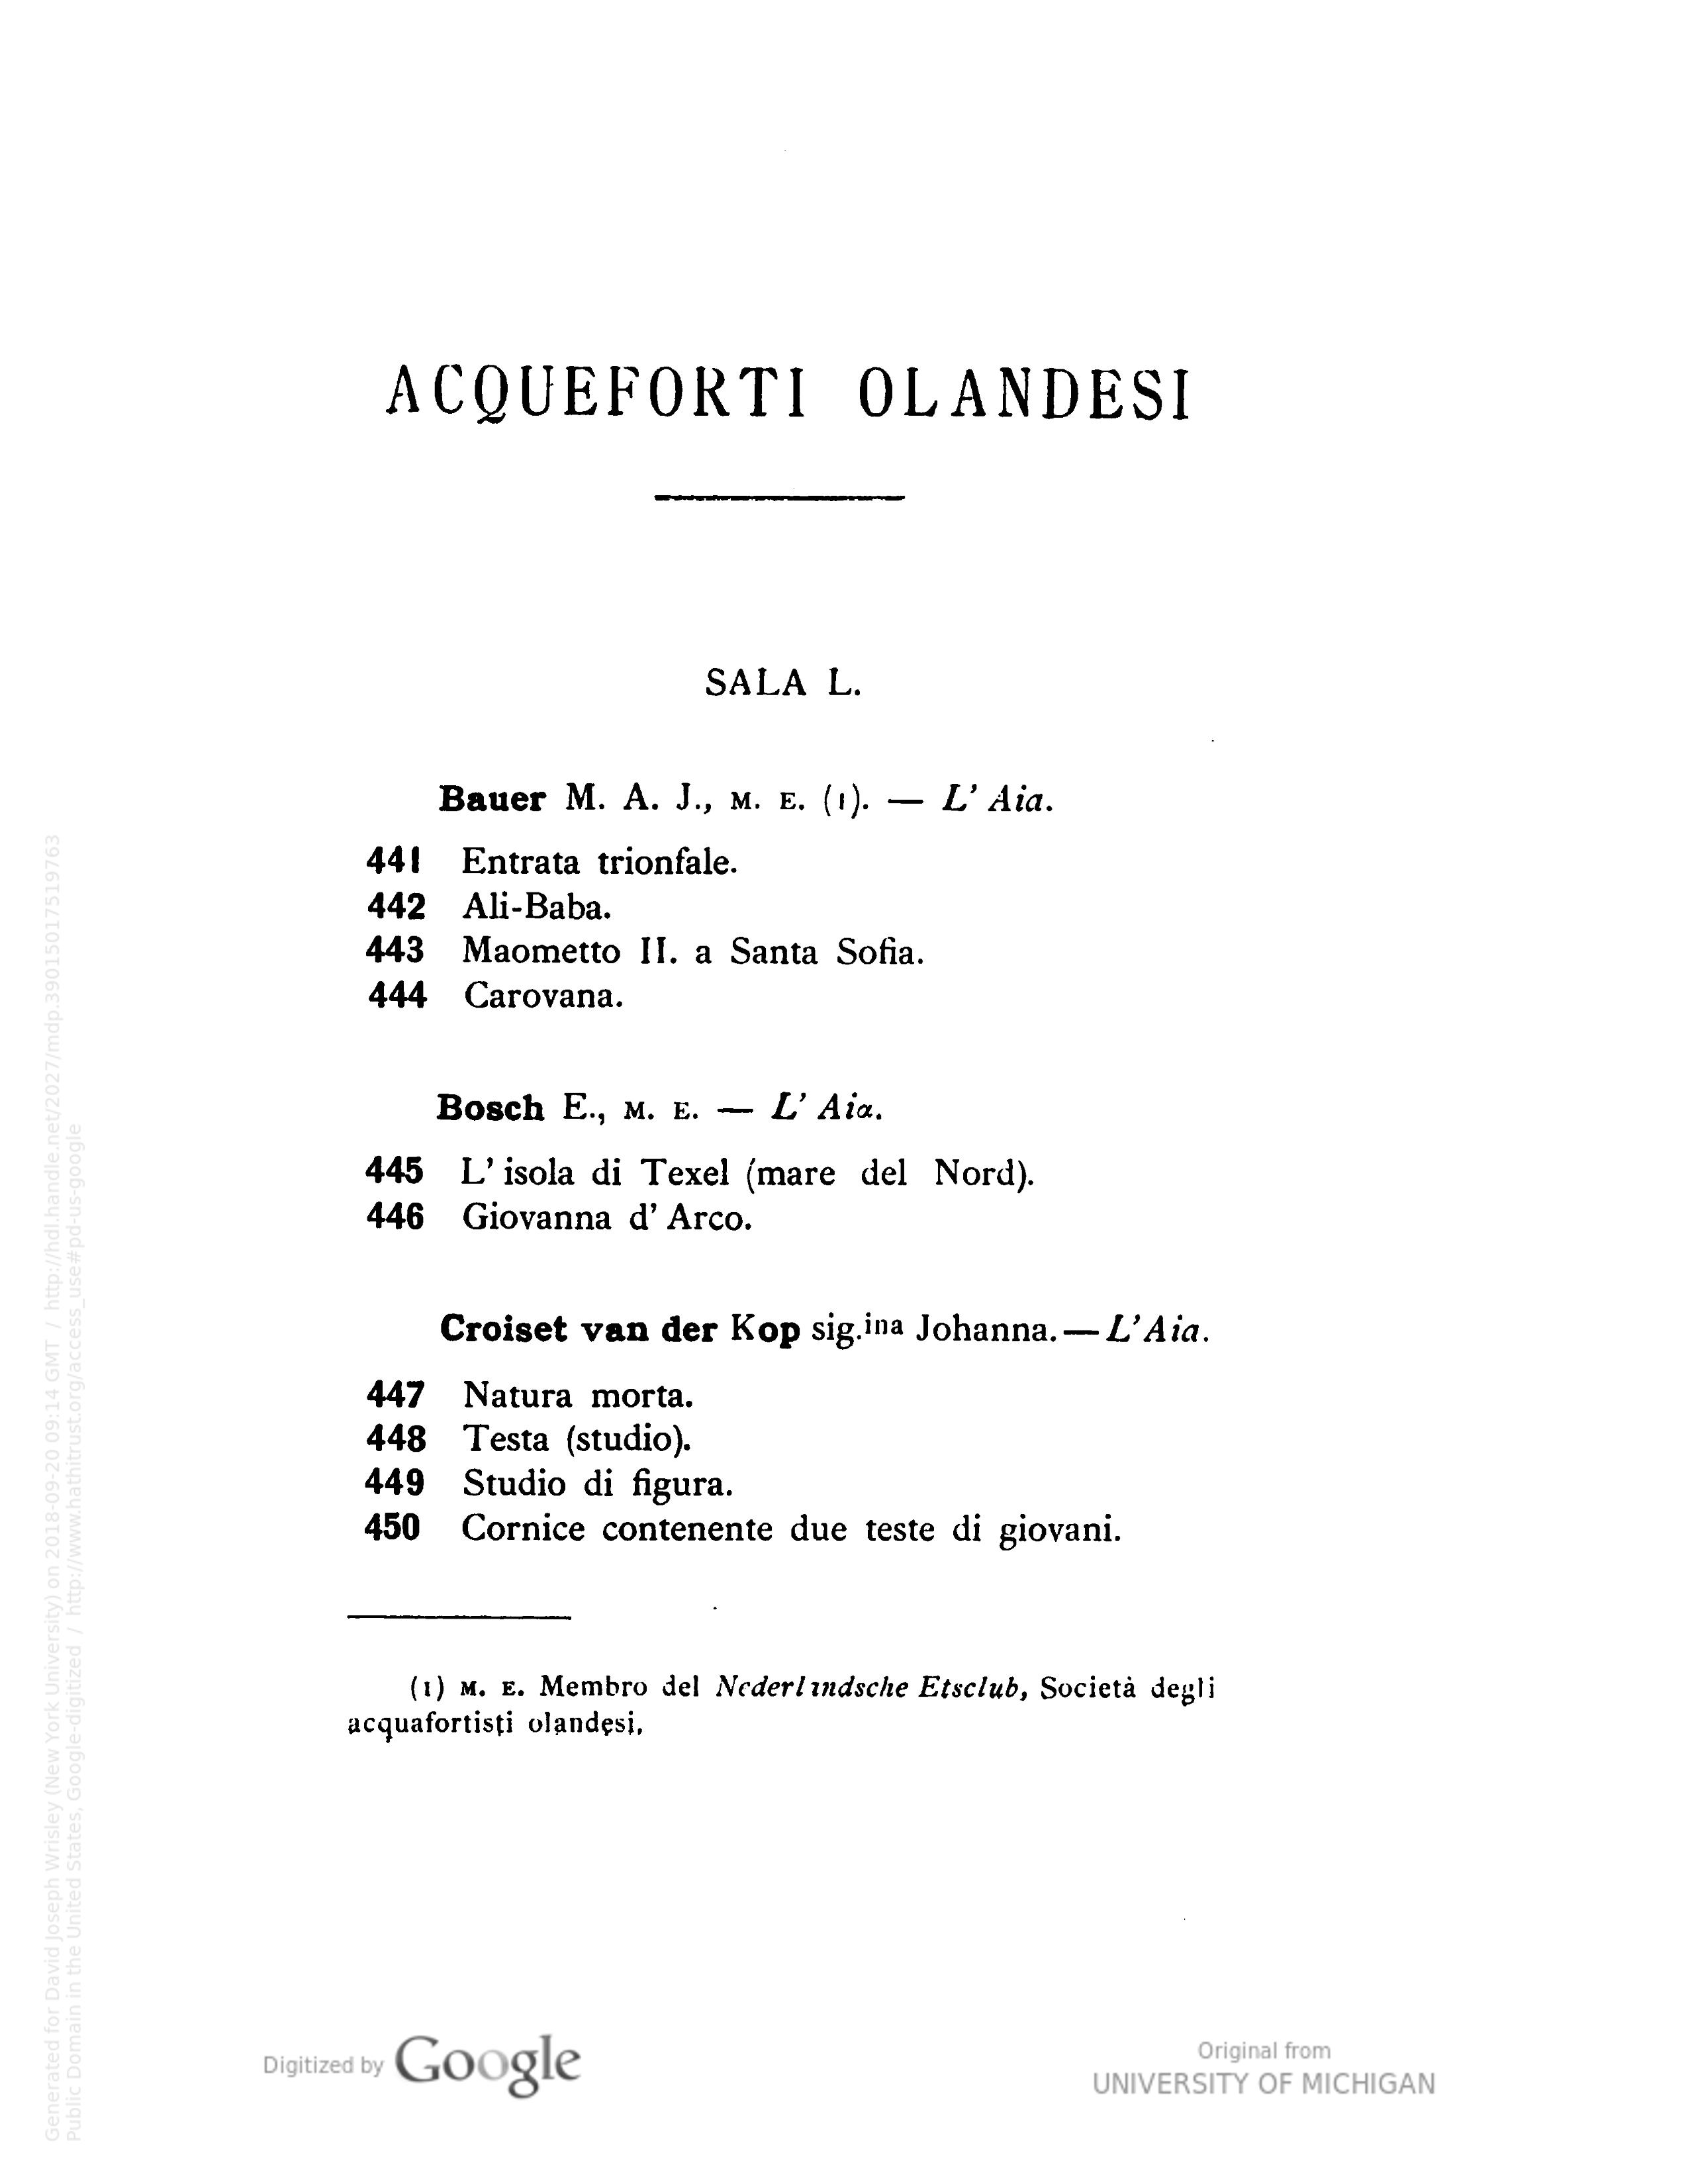 ACQUEFORTI OLANDESI
SALA L.
Bauer M. A. J., M. E. (1). — L' Aia.
441 Entrata trionfale.
442 Ali-Baba.
443 Maometto II. a Santa Sofia.
444 Carovana.
Bosch E., M. E. — L' Aia.
445 L' isola di Texel (mare del Nord).
446 Giovanna d' Arco.
Croiset van der Kop sig.ina Johanna. — L'Aia.
447 Natura morta.
448 Testa (studio).
449 Studio di figura.
450 Cornice contenente due teste di giovani.
(1) M. E. Membro del Nederlandsche Etsclub, Società degli
acquafortisti olandesi.
Digitized by Google
Original from
UNIVERSITY OF MICHIGAN
Generated for David Joseph Wrisley (New York University) on 2018-09-20 09:14 GMT / http://hdl.handle.net/2027/mdp.39015017519763
Public Domain in the United States, Google-digitized / http://www.hathitrust.org/access_use#pd-us-google